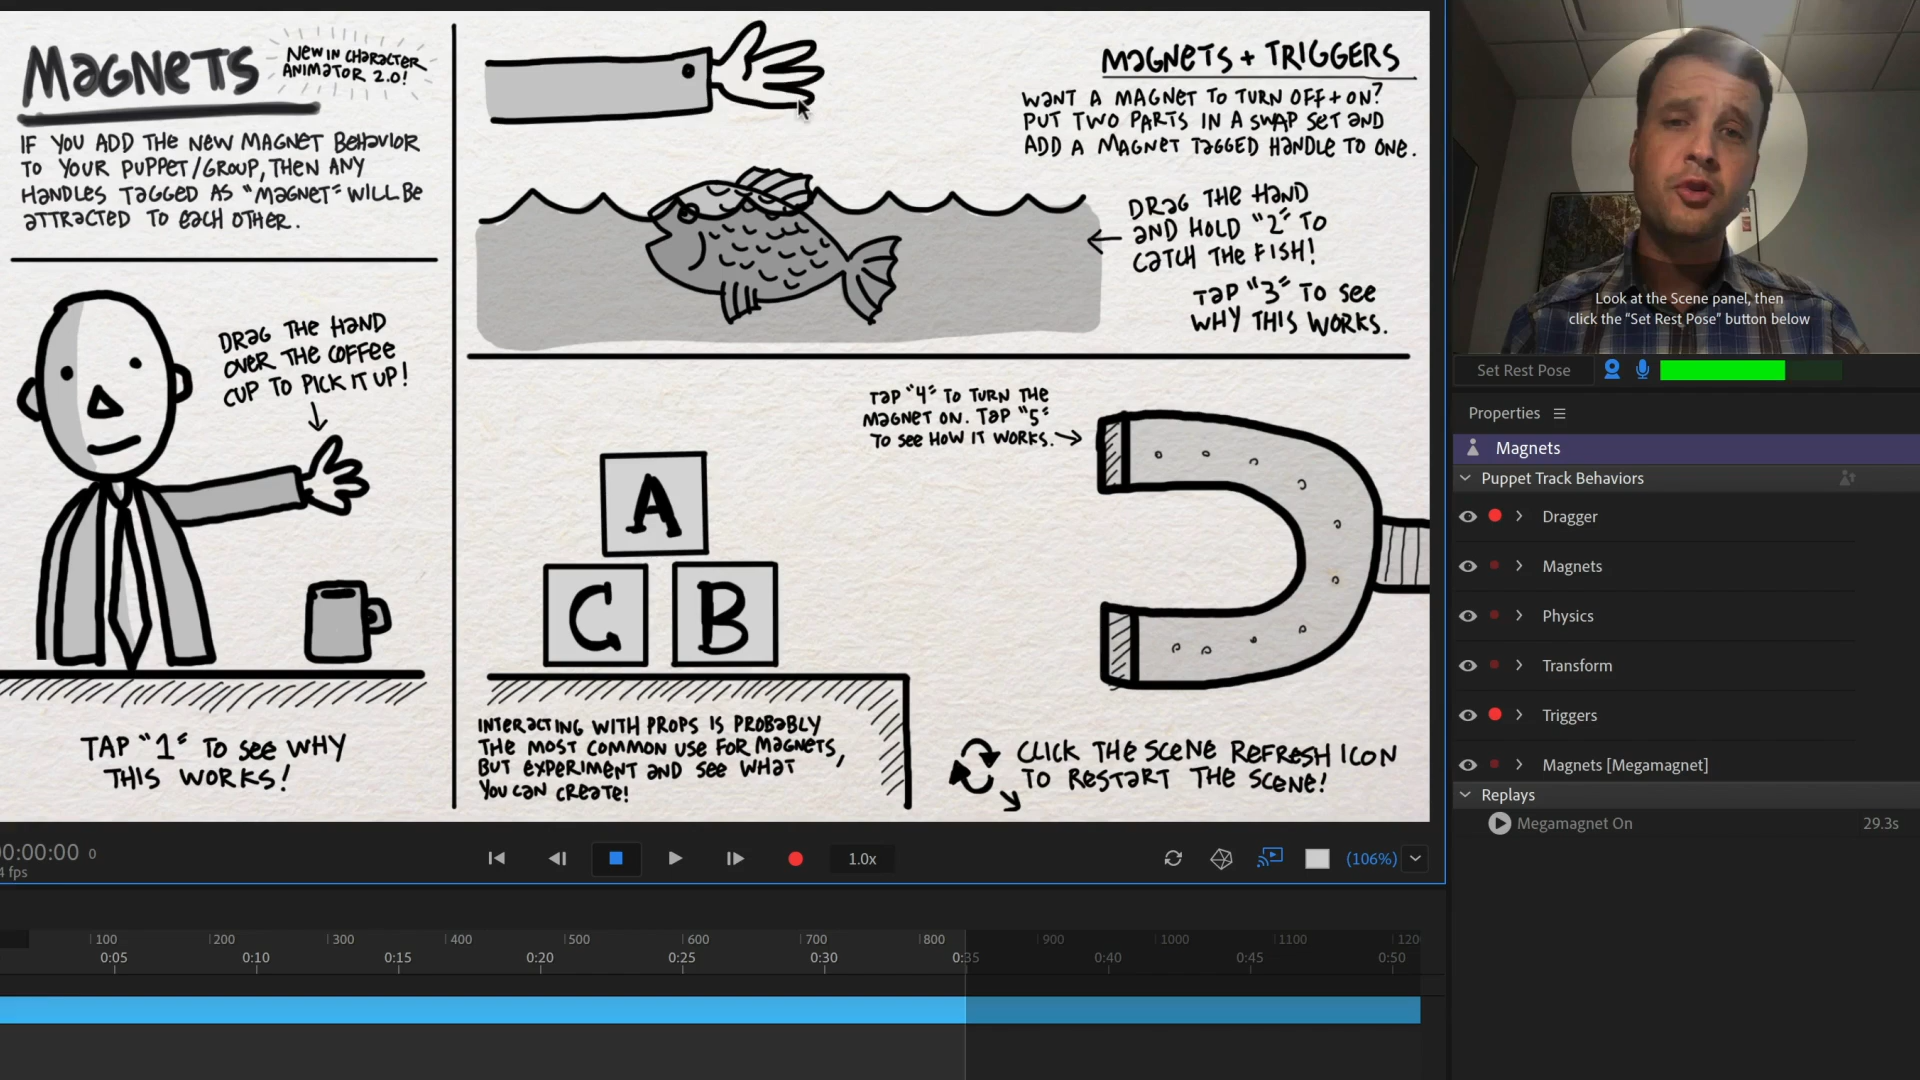 MAGNETS
NEW IN CHARACTER
ANIMATOR 2.0!
IF YOU ADD THE NEW MAGNET BEHAVIOR
TO YOUR PUPPET/GROUP, THEN ANY
HANDLES TAGGED AS "MAGNET" WILL BE
ATTRACTED TO EACH OTHER.
DRAG THE HAND
OVER THE COFFEE
CUP TO PICK IT UP!
TAP "1" TO SEE WHY
THIS WORKS!
MAGNETS + TRIGGERS
WANT A MAGNET TO TURN OFF + ON?
PUT TWO PARTS IN A SWAP SET AND
ADD A MAGNET TAGGED HANDLE TO ONE.
DRAG THE HAND
AND HOLD "2" TO
CATCH THE FISH!
TAP "3" TO SEE
WHY THIS WORKS.
TAP "4" TO TURN THE
MAGNET ON. TAP "5"
TO SEE HOW IT WORKS.
A
C B
INTERACTING WITH PROPS IS PROBABLY
THE MOST COMMON USE FOR MAGNETS,
BUT EXPERIMENT AND SEE WHAT
YOU CAN CREATE!
CLICK THE SCENE REFRESH ICON
TO RESTART THE SCENE!
Look at the Scene panel, then
click the “Set Rest Pose” button below
Set Rest Pose
Properties
Magnets
Puppet Track Behaviors
Dragger
Magnets
Physics
Transform
Triggers
Magnets [Megamagnet]
Replays
Megamagnet On 29.3s
0:00:00 0
4 fps
1.0x
(106%)
100 200 300 400 500 600 700 800 900 1000 1100 120
0:05 0:10 0:15 0:20 0:25 0:30 0:35 0:40 0:45 0:50